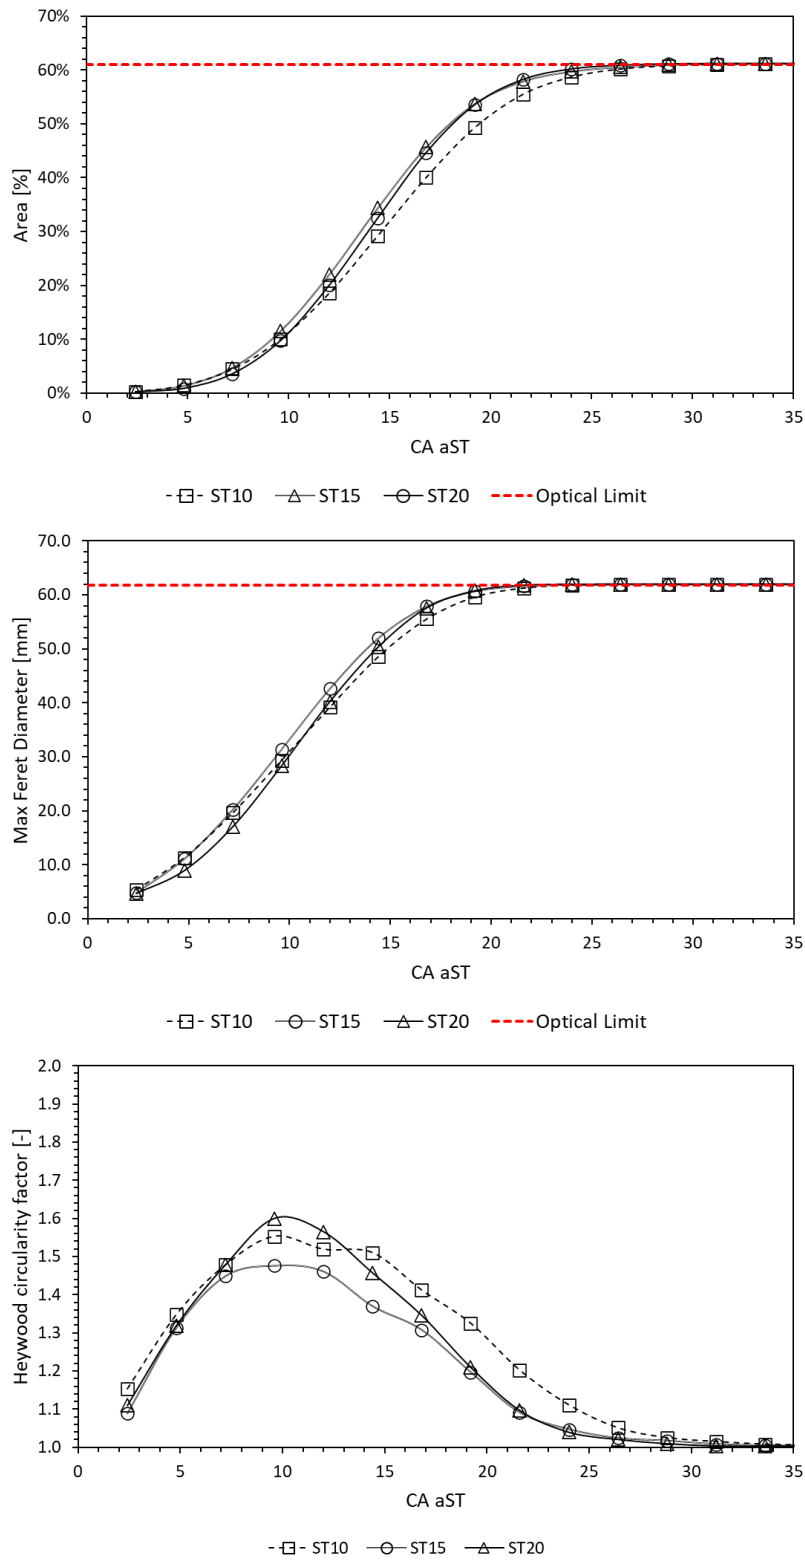 70%
60%
50%
40%
30%
20%
10%
0%
Area [%]
0 5 10 15 20 25 30 35
CA aST
ST10 ST15 ST20 Optical Limit
70.0
60.0
50.0
40.0
30.0
20.0
10.0
0.0
Max Feret Diameter [mm]
0 5 10 15 20 25 30 35
CA aST
ST10 ST15 ST20 Optical Limit
2.0
1.9
1.8
1.7
1.6
1.5
1.4
1.3
1.2
1.1
1.0
Heywood circularity factor [-]
0 5 10 15 20 25 30 35
CA aST
ST10 ST15 ST20